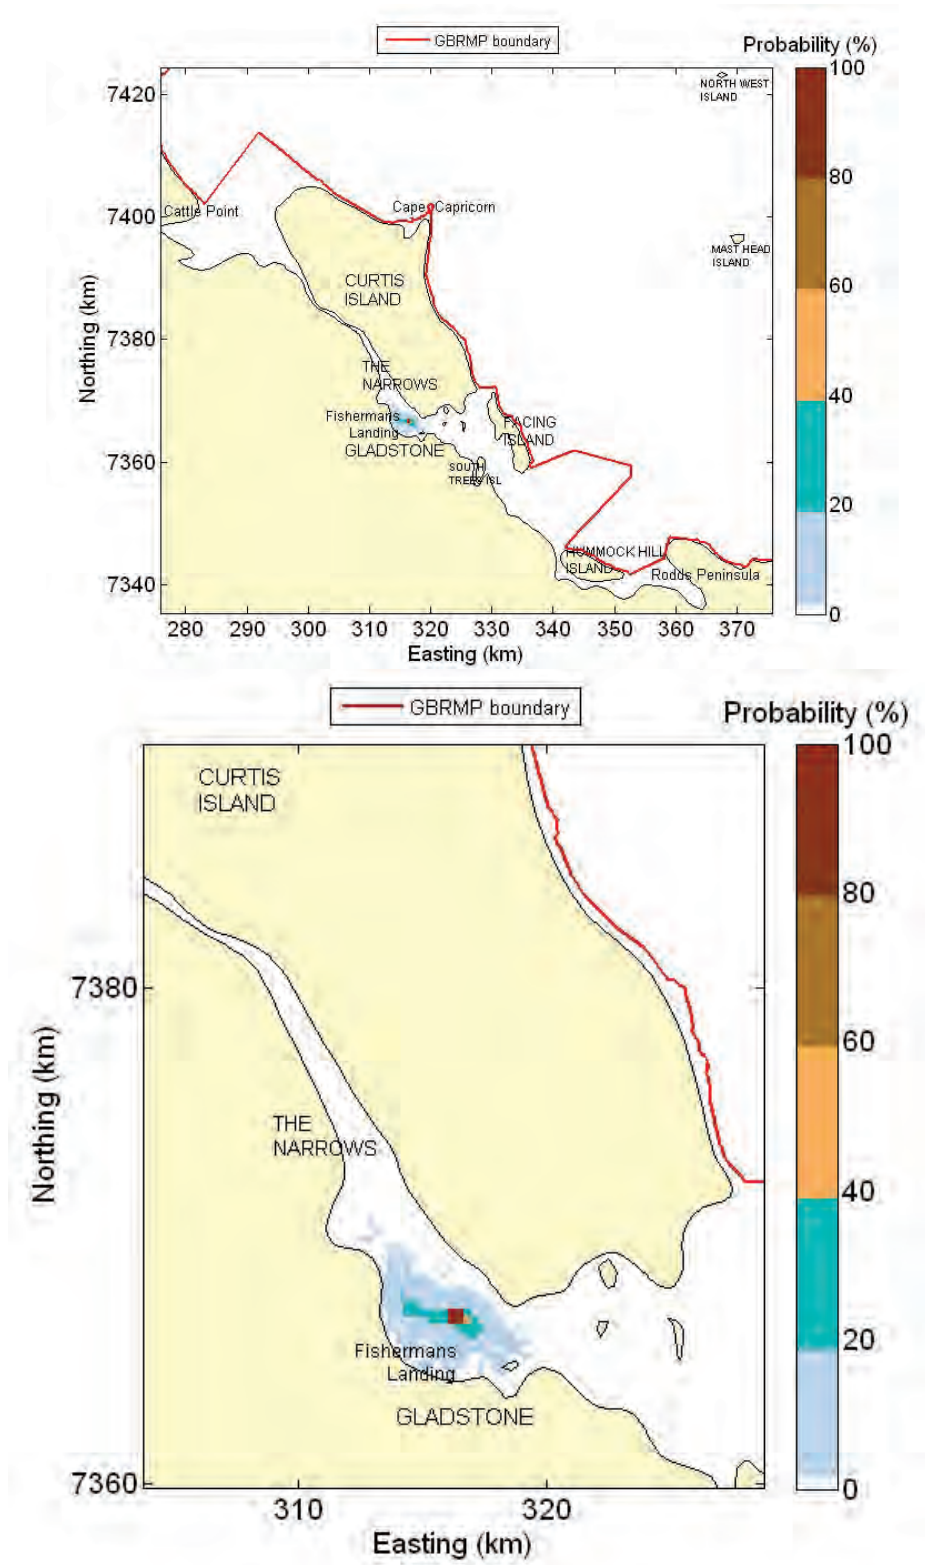 GBRMP boundary
Probability (%)
100
80
60
40
20
0
7420
7400
7380
7360
7340
Northing (km)
NORTH WEST
ISLAND
Cattle Point
Cape Capricorn
MAST HEAD
ISLAND
CURTIS
ISLAND
THE
NARROWS
Fishermans
Landing
GLADSTONE
FACING
ISLAND
SOUTH
TREES ISL
HUMMOCK HILL
ISLAND
Rodds Peninsula
280 290 300 310 320 330 340 350 360 370
Easting (km)
GBRMP boundary
Probability (%)
100
80
60
40
20
0
CURTIS
ISLAND
7380
7360
Northing (km)
THE
NARROWS
Fishermans
Landing
GLADSTONE
310 320
Easting (km)